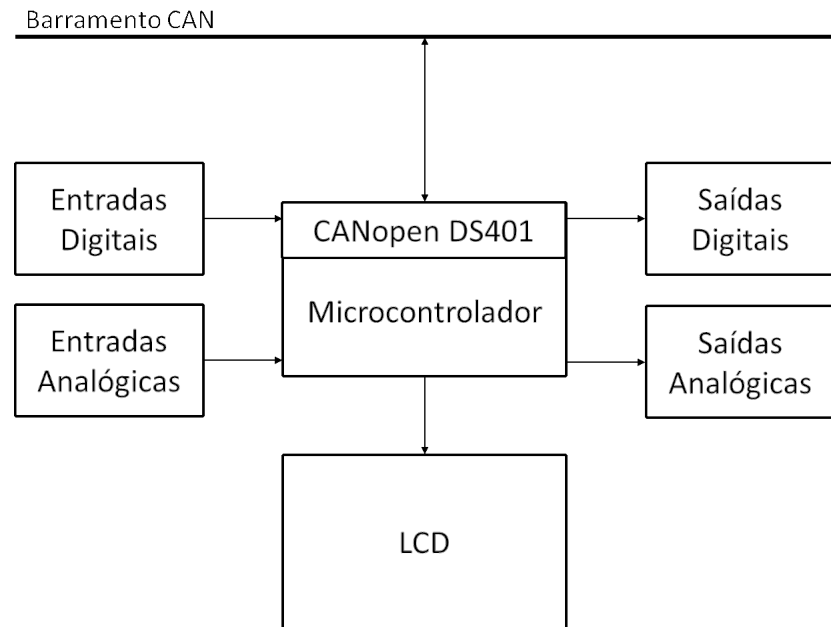 Barramento CAN
Entradas
Digitais
CANopen DS401
Saídas
Digitais
Microcontrolador
Entradas
Analógicas
Saídas
Analógicas
LCD